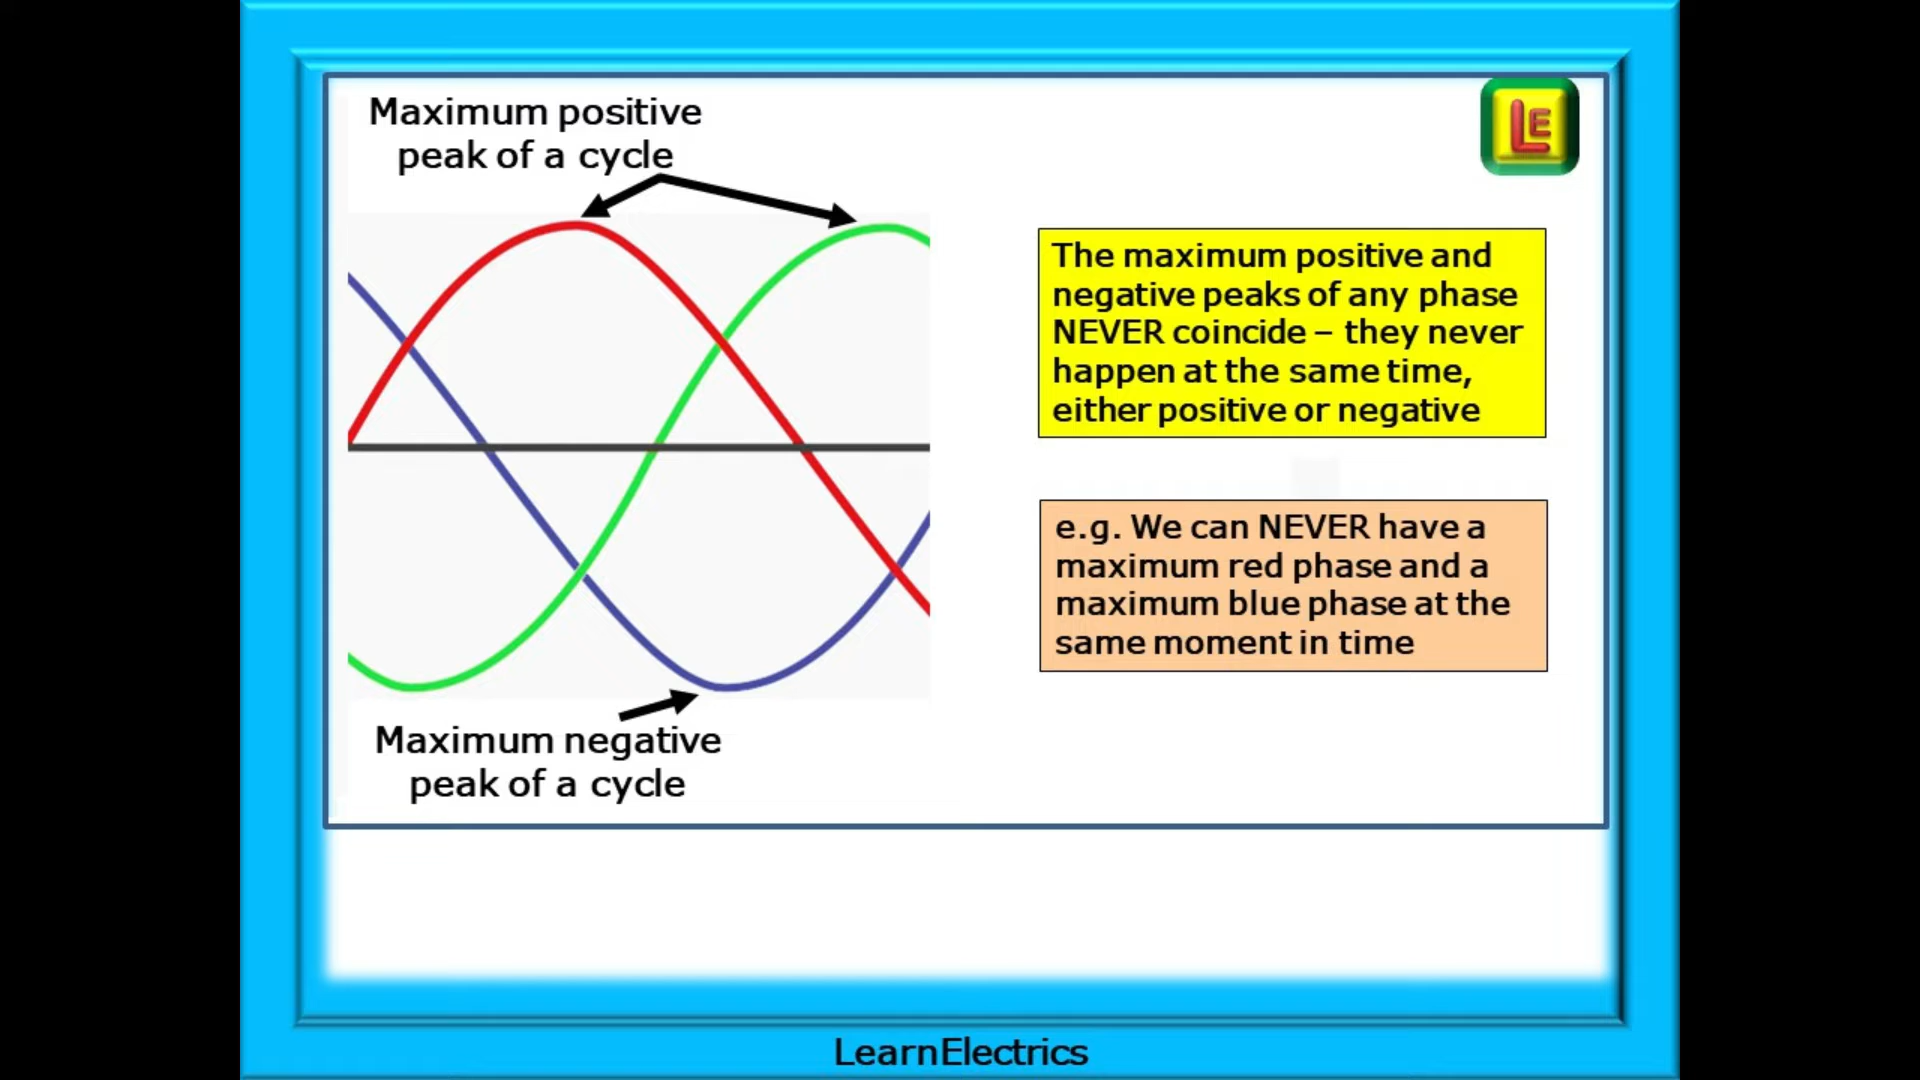 Maximum positive
peak of a cycle
LE
The maximum positive and
negative peaks of any phase
NEVER coincide – they never
happen at the same time,
either positive or negative
e.g. We can NEVER have a
maximum red phase and a
maximum blue phase at the
same moment in time
Maximum negative
peak of a cycle
LearnElectrics